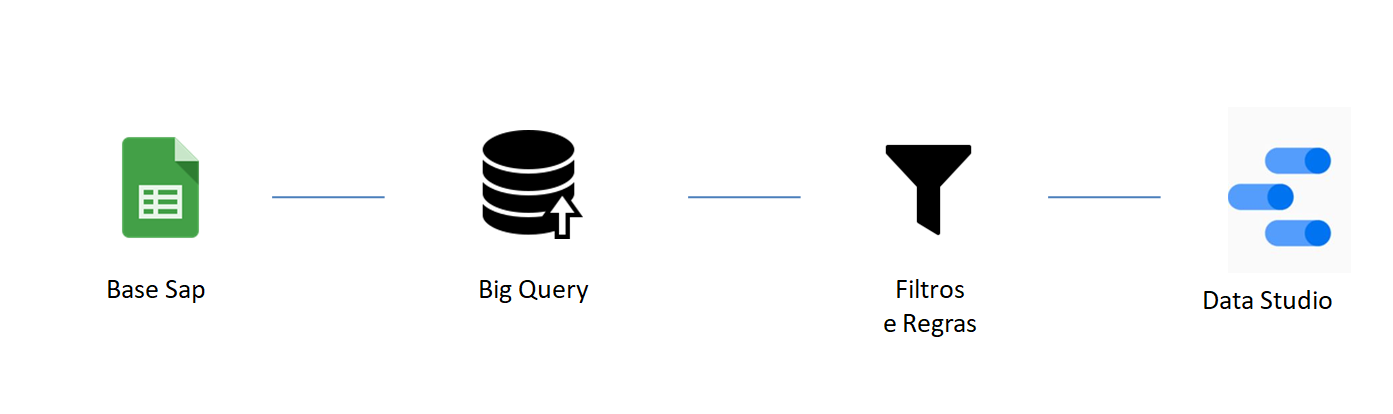 Base Sap
Big Query
Filtros
e Regras
Data Studio